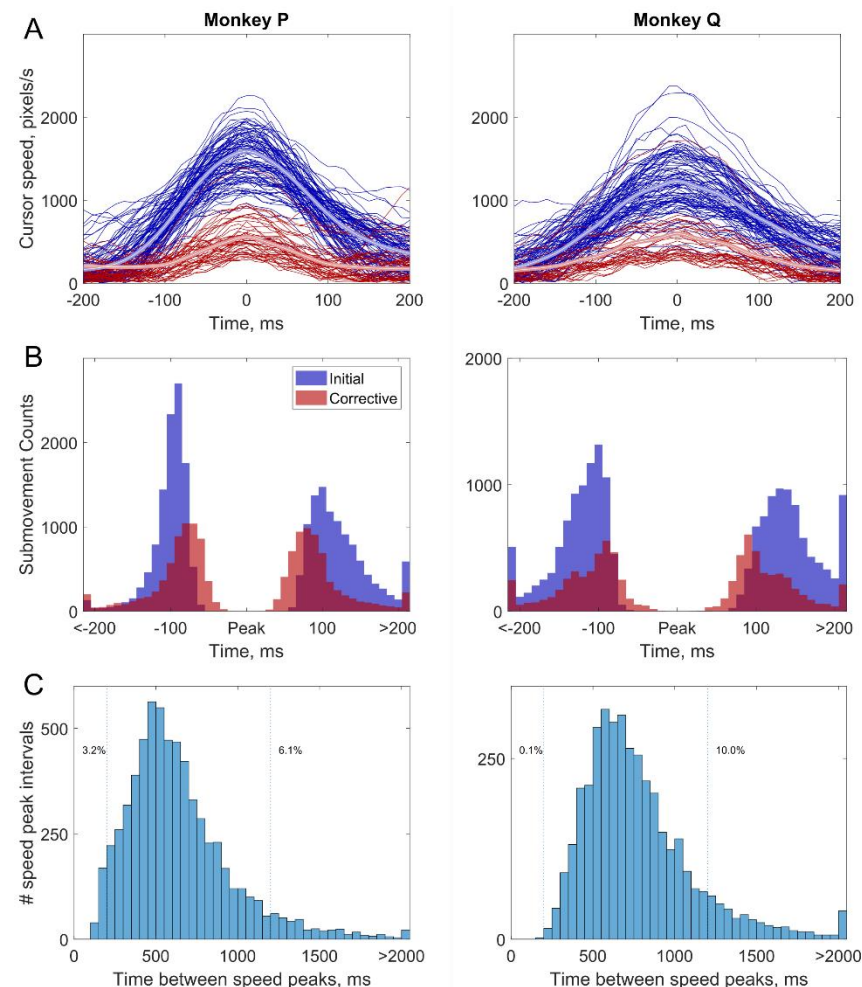 A
Monkey P
Monkey Q
Cursor speed, pixels/s
2000
1000
0
-200 -100 0 100 200
Time, ms
2000
1000
0
-200 -100 0 100 200
Time, ms
B
Submovement Counts
2000
1000
0
Initial
Corrective
<-200 -100 Peak 100 >200
Time, ms
2000
1000
0
<-200 -100 Peak 100 >200
Time, ms
C
# speed peak intervals
500
250
0
3.2%
6.1%
0 500 1000 1500 >2000
Time between speed peaks, ms
250
0
0.1%
10.0%
0 500 1000 1500 >2000
Time between speed peaks, ms